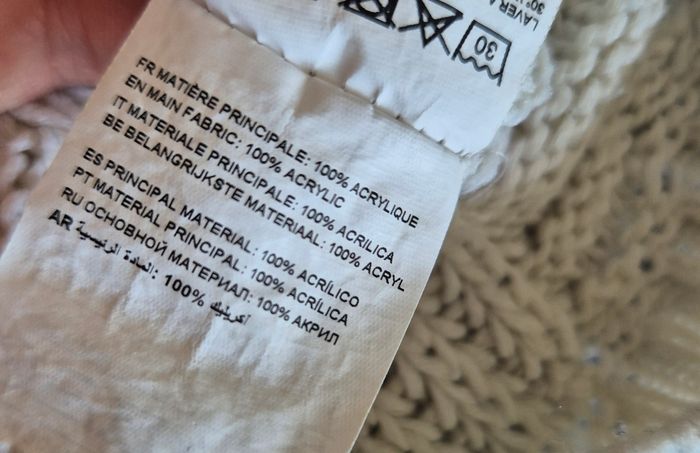 LAVER
30°
30
FR MATIÈRE PRINCIPALE: 100% ACRYLIQUE
EN MAIN FABRIC: 100% ACRYLIC
IT MATERIALE PRINCIPALE: 100% ACRILICA
BE BELANGRIJKSTE MATERIAAL: 100% ACRYL
ES PRINCIPAL MATERIAL: 100% ACRÍLICO
PT MATERIAL PRINCIPAL: 100% ACRÍLICA
RU ОСНОВНОЙ МАТЕРИАЛ: 100% АКРИЛ
AR المادة الرئيسية: 100% أكريليك